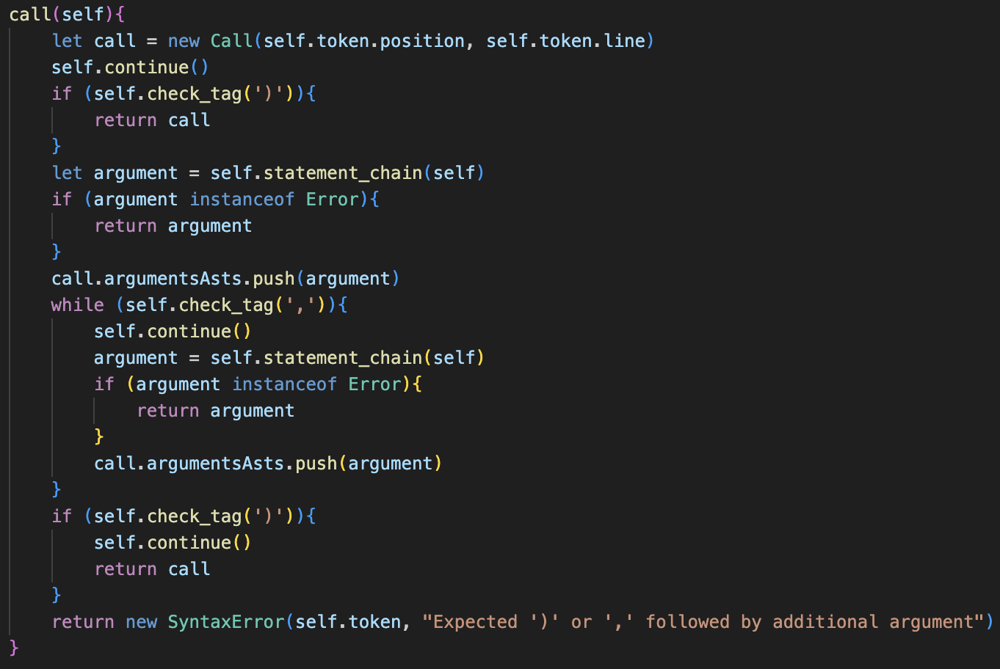 call(self){
    let call = new Call(self.token.position, self.token.line)
    self.continue()
    if (self.check_tag(')')){
        return call
    }
    let argument = self.statement_chain(self)
    if (argument instanceof Error){
        return argument
    }
    call.argumentsAsts.push(argument)
    while (self.check_tag(',')){
        self.continue()
        argument = self.statement_chain(self)
        if (argument instanceof Error){
            return argument
        }
        call.argumentsAsts.push(argument)
    }
    if (self.check_tag(')')){
        self.continue()
        return call
    }
    return new SyntaxError(self.token, "Expected ')' or ',' followed by additional argument")
}